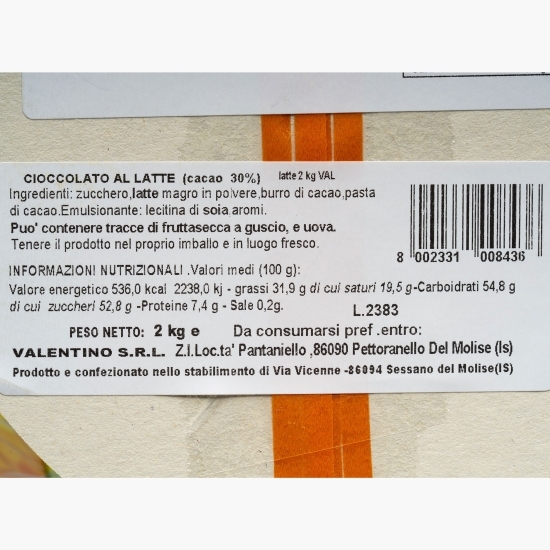 CIOCCOLATO AL LATTE (cacao 30%) latte 2 kg VAL
Ingredienti: zucchero,latte magro in polvere,burro di cacao,pasta
di cacao.Emulsionante: lecitina di soia,aromi.
Puo' contenere tracce di fruttasecca a guscio, e uova.
Tenere il prodotto nel proprio imballo e in luogo fresco.
8 002331 008436
INFORMAZIONI NUTRIZIONALI .Valori medi (100 g):
Valore energetico 536,0 kcal 2238,0 kj - grassi 31,9 g di cui saturi 19,5 g-Carboidrati 54,8 g
di cui zuccheri 52,8 g -Proteine 7,4 g - Sale 0,2g.
L.2383
PESO NETTO: 2 kg e Da consumarsi pref .entro:
VALENTINO S.R.L. Z.I.Loc.ta' Pantaniello ,86090 Pettoranello Del Molise (Is)
Prodotto e confezionato nello stabilimento di Via Vicenne -86094 Sessano del Molise(IS)